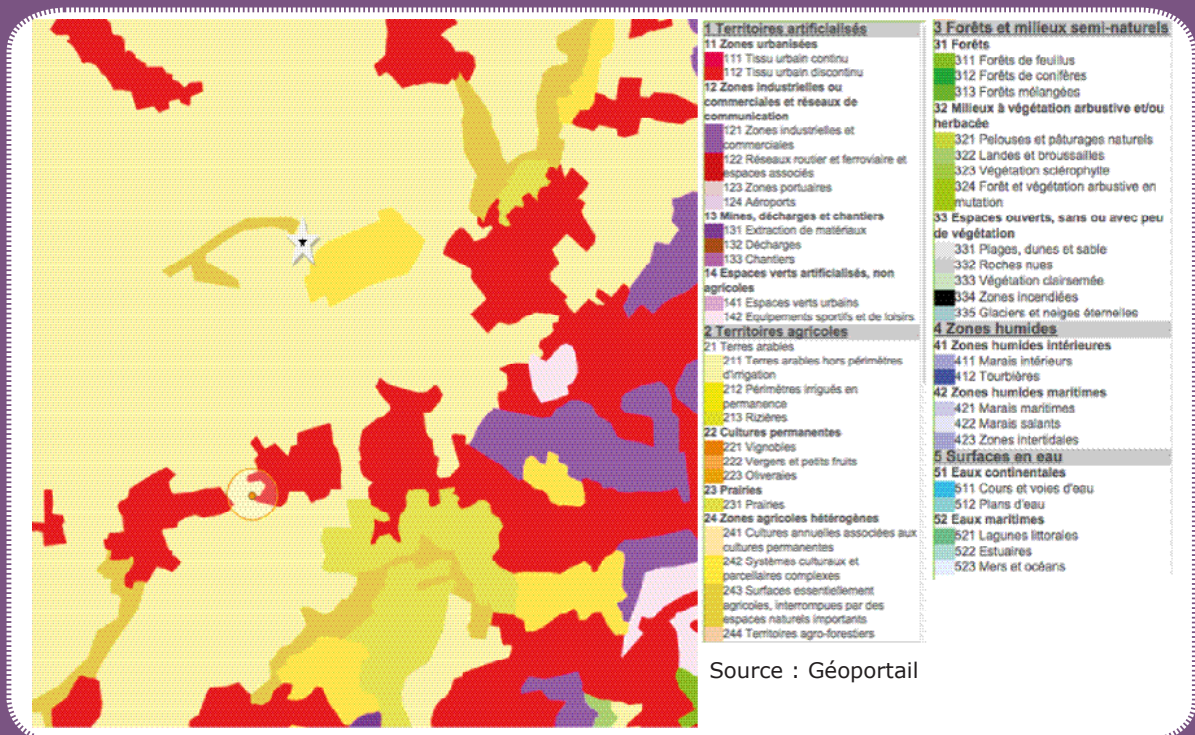 1 Territoires artificialisés
11 Zones urbanisées
111 Tissu urbain continu
112 Tissu urbain discontinu
12 Zones industrielles ou
commerciales et réseaux de
communication
121 Zones industrielles et
commerciales
122 Réseaux routier et ferroviaire et
espaces associés
123 Zones portuaires
124 Aéroports
13 Mines, décharges et chantiers
131 Extraction de matériaux
132 Décharges
133 Chantiers
14 Espaces verts artificialisés, non
agricoles
141 Espaces verts urbains
142 Equipements sportifs et de loisirs
2 Territoires agricoles
21 Terres arables
211 Terres arables hors périmètres
d'irrigation
212 Périmètres irrigués en
permanence
213 Rizières
22 Cultures permanentes
221 Vignobles
222 Vergers et petits fruits
223 Oliveraies
23 Prairies
231 Prairies
24 Zones agricoles hétérogènes
241 Cultures annuelles associées aux
cultures permanentes
242 Systèmes culturaux et
parcellaires complexes
243 Surfaces essentiellement
agricoles, interrompues par des
espaces naturels importants
244 Territoires agro-forestiers
3 Forêts et milieux semi-naturels
31 Forêts
311 Forêts de feuillus
312 Forêts de conifères
313 Forêts mélangées
32 Milieux à végétation arbustive et/ou
herbacée
321 Pelouses et pâturages naturels
322 Landes et broussailles
323 Végétation sclérophylle
324 Forêt et végétation arbustive en
mutation
33 Espaces ouverts, sans ou avec peu
de végétation
331 Plages, dunes et sable
332 Roches nues
333 Végétation clairsemée
334 Zones incendiées
335 Glaciers et neiges éternelles
4 Zones humides
41 Zones humides intérieures
411 Marais intérieurs
412 Tourbières
42 Zones humides maritimes
421 Marais maritimes
422 Marais salants
423 Zones intertidales
5 Surfaces en eau
51 Eaux continentales
511 Cours et voies d'eau
512 Plans d'eau
52 Eaux maritimes
521 Lagunes littorales
522 Estuaires
523 Mers et océans
Source : Géoportail